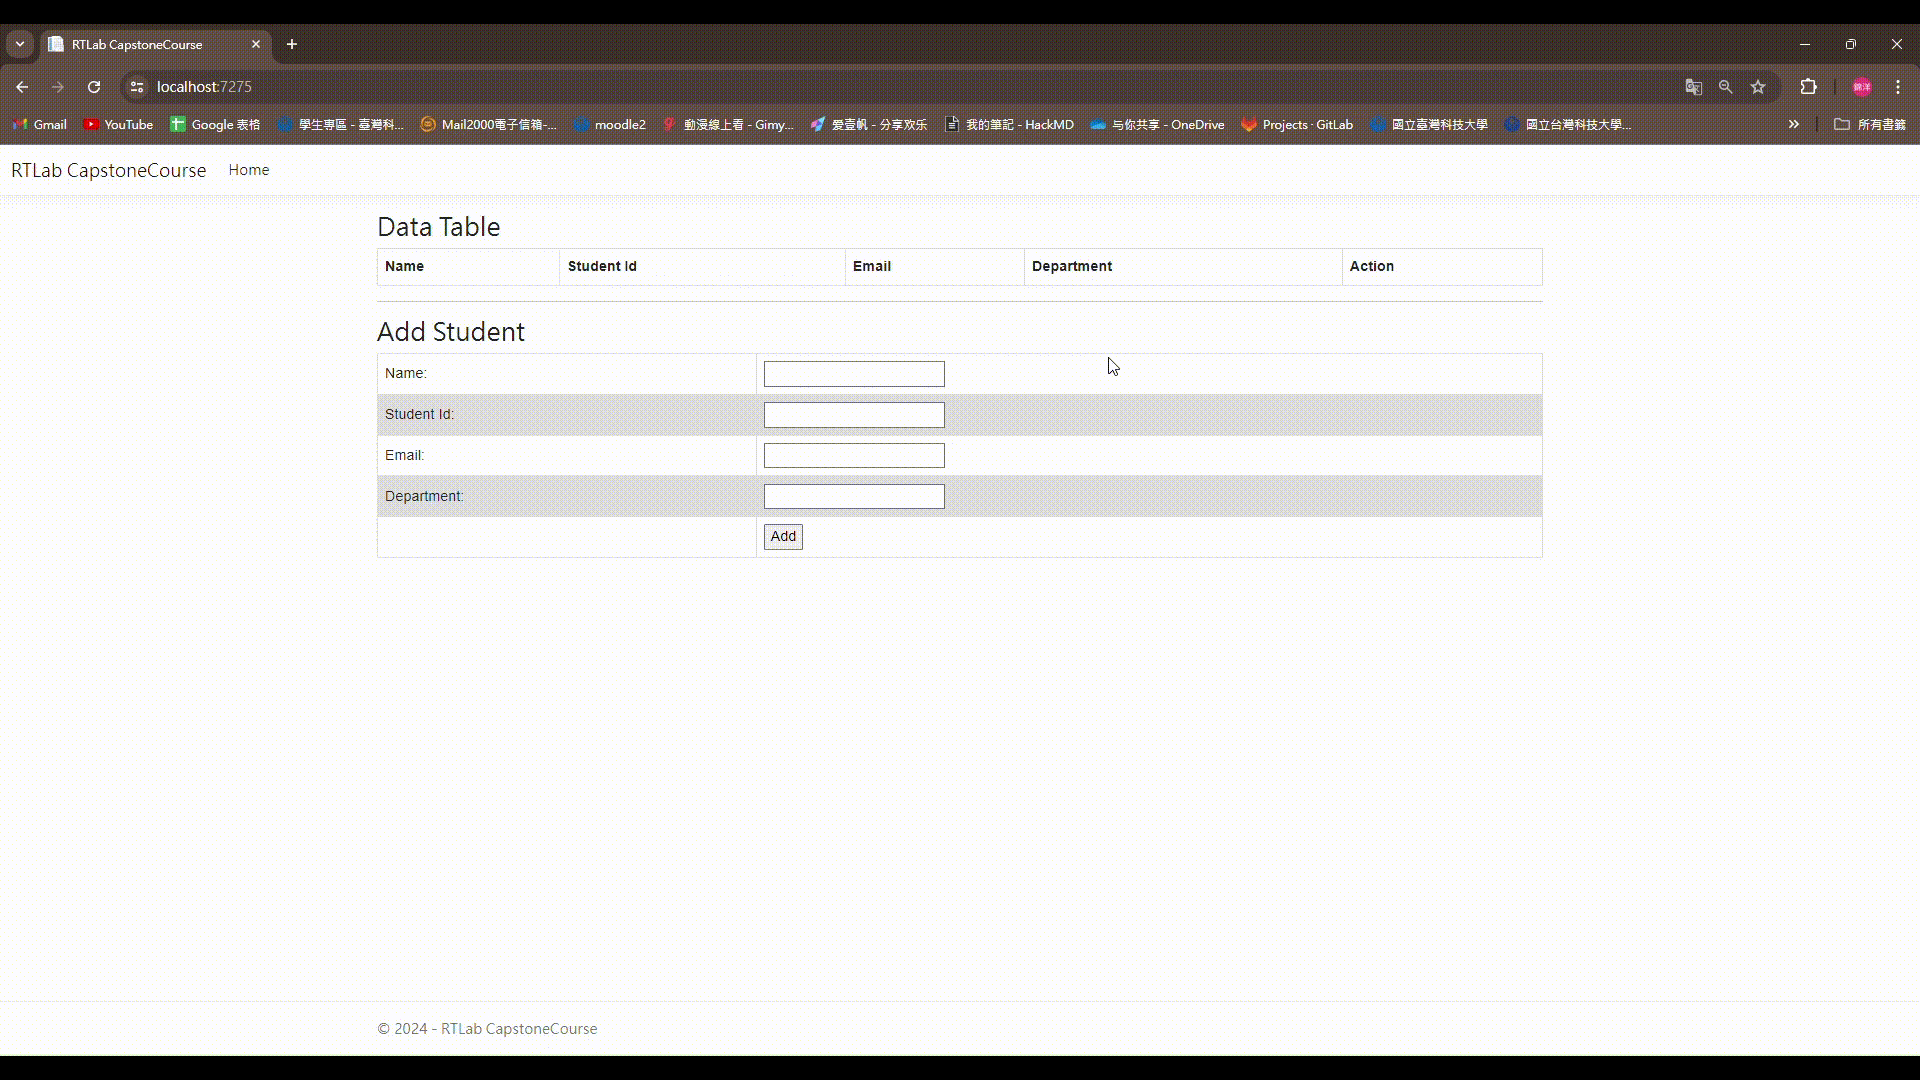 RTLab CapstoneCourse
localhost:7275
Gmail YouTube Google 表格 學生專區 - 臺灣科... Mail2000電子信箱-... moodle2 動漫線上看 - Gimy... 爱壹帆 - 分享欢乐 我的筆記 - HackMD 与你共享 - OneDrive Projects · GitLab 國立臺灣科技大學 國立台灣科技大學... 所有書籤
RTLab CapstoneCourse Home
Data Table
Name Student Id Email Department Action
Add Student
Name:
Student Id:
Email:
Department:
Add
© 2024 - RTLab CapstoneCourse